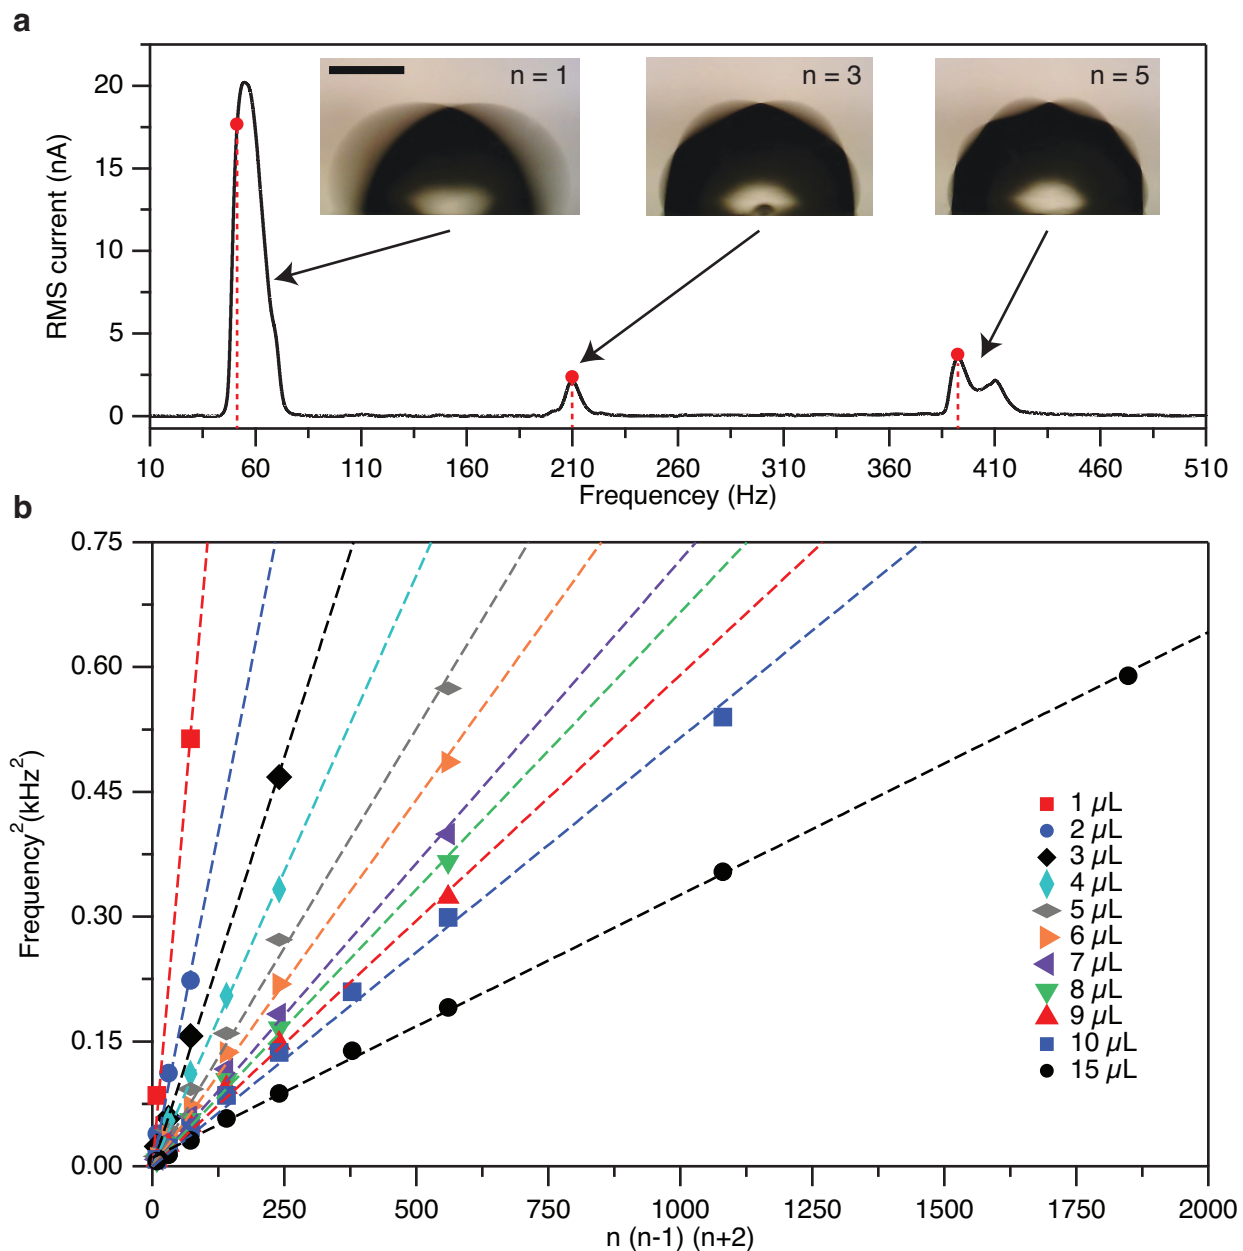 a
20
15
10
5
0
RMS current (nA)
n = 1
n = 3
n = 5
10 60 110 160 210 260 310 360 410 460 510
Frequencey (Hz)
b
0.75
0.60
0.45
0.30
0.15
0.00
Frequency²(kHz²)
1 µL
2 µL
3 µL
4 µL
5 µL
6 µL
7 µL
8 µL
9 µL
10 µL
15 µL
0 250 500 750 1000 1250 1500 1750 2000
n (n-1) (n+2)